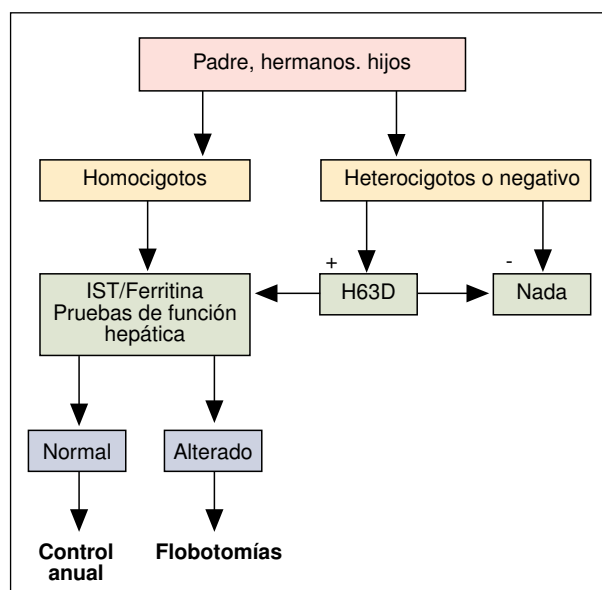 Padre, hermanos. hijos
Homocigotos
Heterocigotos o negativo
+
-
IST/Ferritina
Pruebas de función
hepática
H63D
Nada
Normal
Alterado
Control
anual
Flobotomías